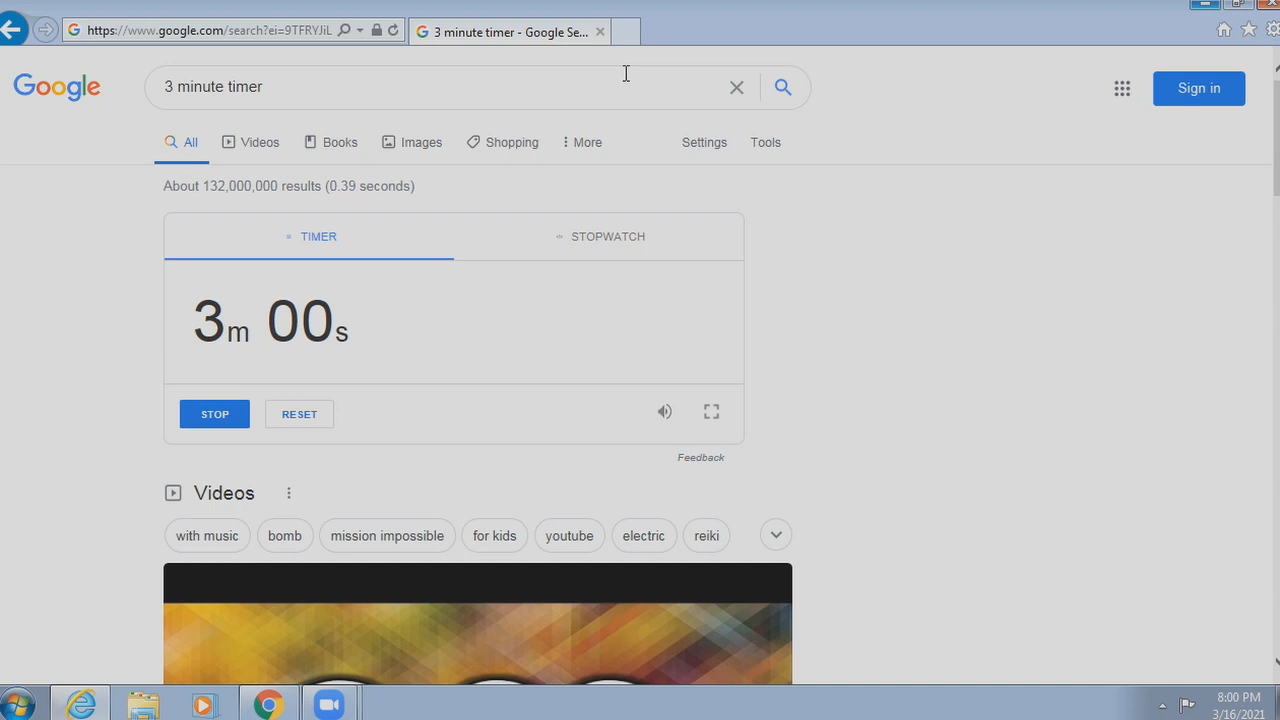 https://www.google.com/search?ei=9TFRYJiL
3 minute timer - Google Se...
Google
3 minute timer
Sign in
All
Videos
Books
Images
Shopping
More
Settings
Tools
About 132,000,000 results (0.39 seconds)
TIMER
STOPWATCH
3m 00s
STOP
RESET
Feedback
Videos
with music
bomb
mission impossible
for kids
youtube
electric
reiki
8:00 PM
3/16/2021